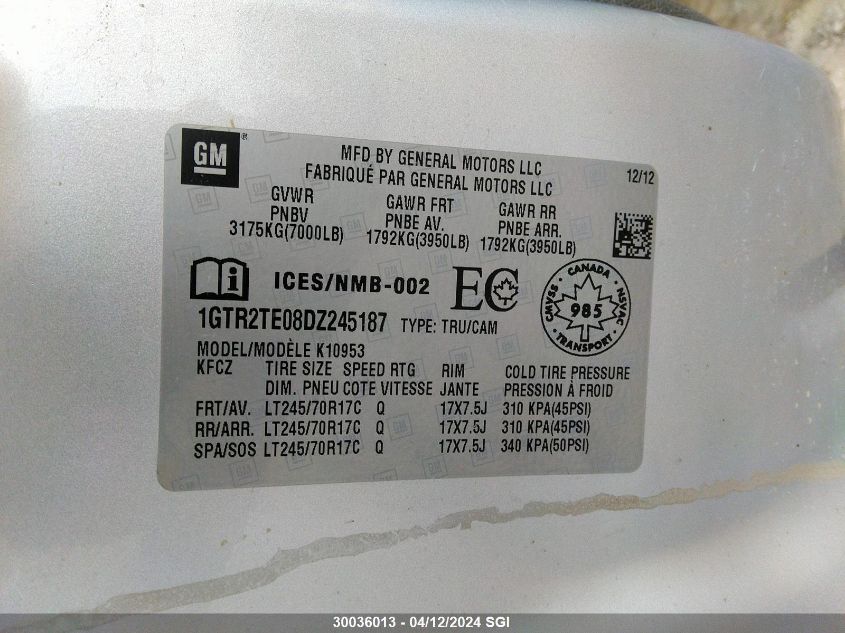 GM ®
MFD BY GENERAL MOTORS LLC
FABRIQUÉ PAR GENERAL MOTORS LLC
12/12
GVWR GAWR FRT GAWR RR
PNBV PNBE AV. PNBE ARR.
3175KG(7000LB) 1792KG(3950LB) 1792KG(3950LB)
i ICES/NMB-002 EC
CANADA
CMVSS 985 NSVAC
TRANSPORT
1GTR2TE08DZ245187 TYPE: TRU/CAM
MODEL/MODÈLE K10953
KFCZ TIRE SIZE SPEED RTG RIM COLD TIRE PRESSURE
DIM. PNEU COTE VITESSE JANTE PRESSION À FROID
FRT/AV. LT245/70R17C Q 17X7.5J 310 KPA(45PSI)
RR/ARR. LT245/70R17C Q 17X7.5J 310 KPA(45PSI)
SPA/SOS LT245/70R17C Q 17X7.5J 340 KPA(50PSI)
30036013 - 04/12/2024 SGI